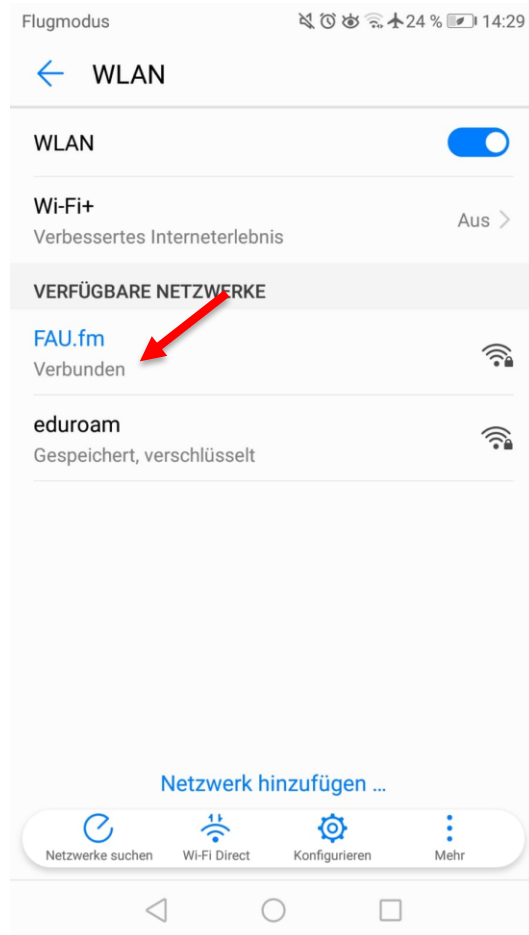 Flugmodus 24 % 14:29
WLAN
WLAN
Wi-Fi+
Verbessertes Interneterlebnis
Aus
VERFÜGBARE NETZWERKE
FAU.fm
Verbunden
eduroam
Gespeichert, verschlüsselt
Netzwerk hinzufügen ...
Netzwerke suchen Wi-Fi Direct Konfigurieren Mehr